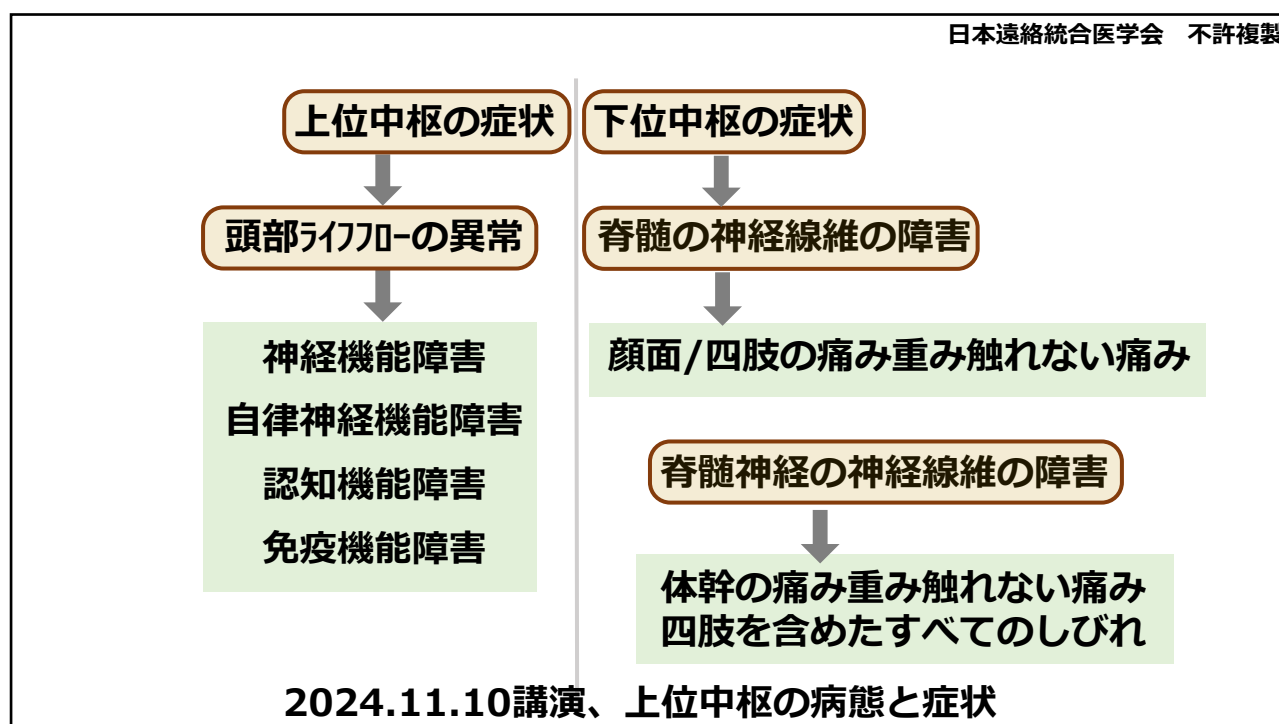 日本遠絡統合医学会　不許複製
上位中枢の症状
頭部ﾗｲﾌﾌﾛｰの異常
神経機能障害
自律神経機能障害
認知機能障害
免疫機能障害
下位中枢の症状
脊髄の神経線維の障害
顔面/四肢の痛み重み触れない痛み
脊髄神経の神経線維の障害
体幹の痛み重み触れない痛み
四肢を含めたすべてのしびれ
2024.11.10講演、上位中枢の病態と症状